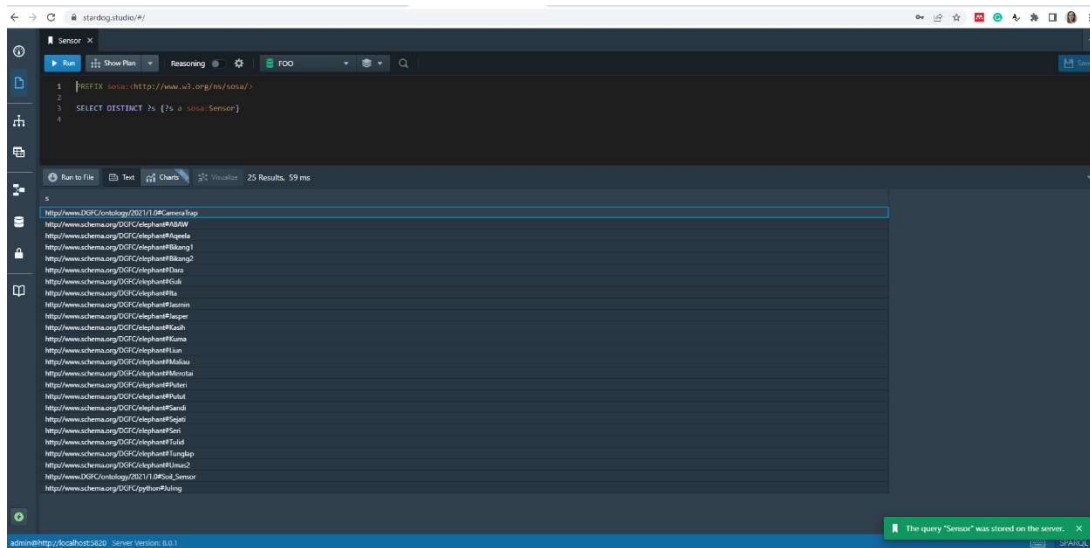 stardog.studio/#/
Sensor ×
Run Show Plan Reasoning FOO
1 PREFIX sosa:<http://www.w3.org/ns/sosa/>
2
3 SELECT DISTINCT ?s {?s a sosa:Sensor}
4
Run to File Text Charts Visualize 25 Results, 59 ms
s
http://www.DGFC/ontology/2021/1.0#CameraTrap
http://www.schema.org/DGFC/elephant#ABAW
http://www.schema.org/DGFC/elephant#Aqeela
http://www.schema.org/DGFC/elephant#Bikang1
http://www.schema.org/DGFC/elephant#Bikang2
http://www.schema.org/DGFC/elephant#Dara
http://www.schema.org/DGFC/elephant#Guli
http://www.schema.org/DGFC/elephant#Ita
http://www.schema.org/DGFC/elephant#Jasmin
http://www.schema.org/DGFC/elephant#Jasper
http://www.schema.org/DGFC/elephant#Kasih
http://www.schema.org/DGFC/elephant#Kuma
http://www.schema.org/DGFC/elephant#Liun
http://www.schema.org/DGFC/elephant#Maliau
http://www.schema.org/DGFC/elephant#Merotai
http://www.schema.org/DGFC/elephant#Puteri
http://www.schema.org/DGFC/elephant#Putut
http://www.schema.org/DGFC/elephant#Sandi
http://www.schema.org/DGFC/elephant#Sejati
http://www.schema.org/DGFC/elephant#Seri
http://www.schema.org/DGFC/elephant#Tulid
http://www.schema.org/DGFC/elephant#Tunglap
http://www.schema.org/DGFC/elephant#Umas2
http://www.DGFC/ontology/2021/1.0#Soil_Sensor
http://www.schema.org/DGFC/python#Juling
The query "Sensor" was stored on the server. ×
admin@http://localhost:5820 Server Version: 8.0.1 SPARQL